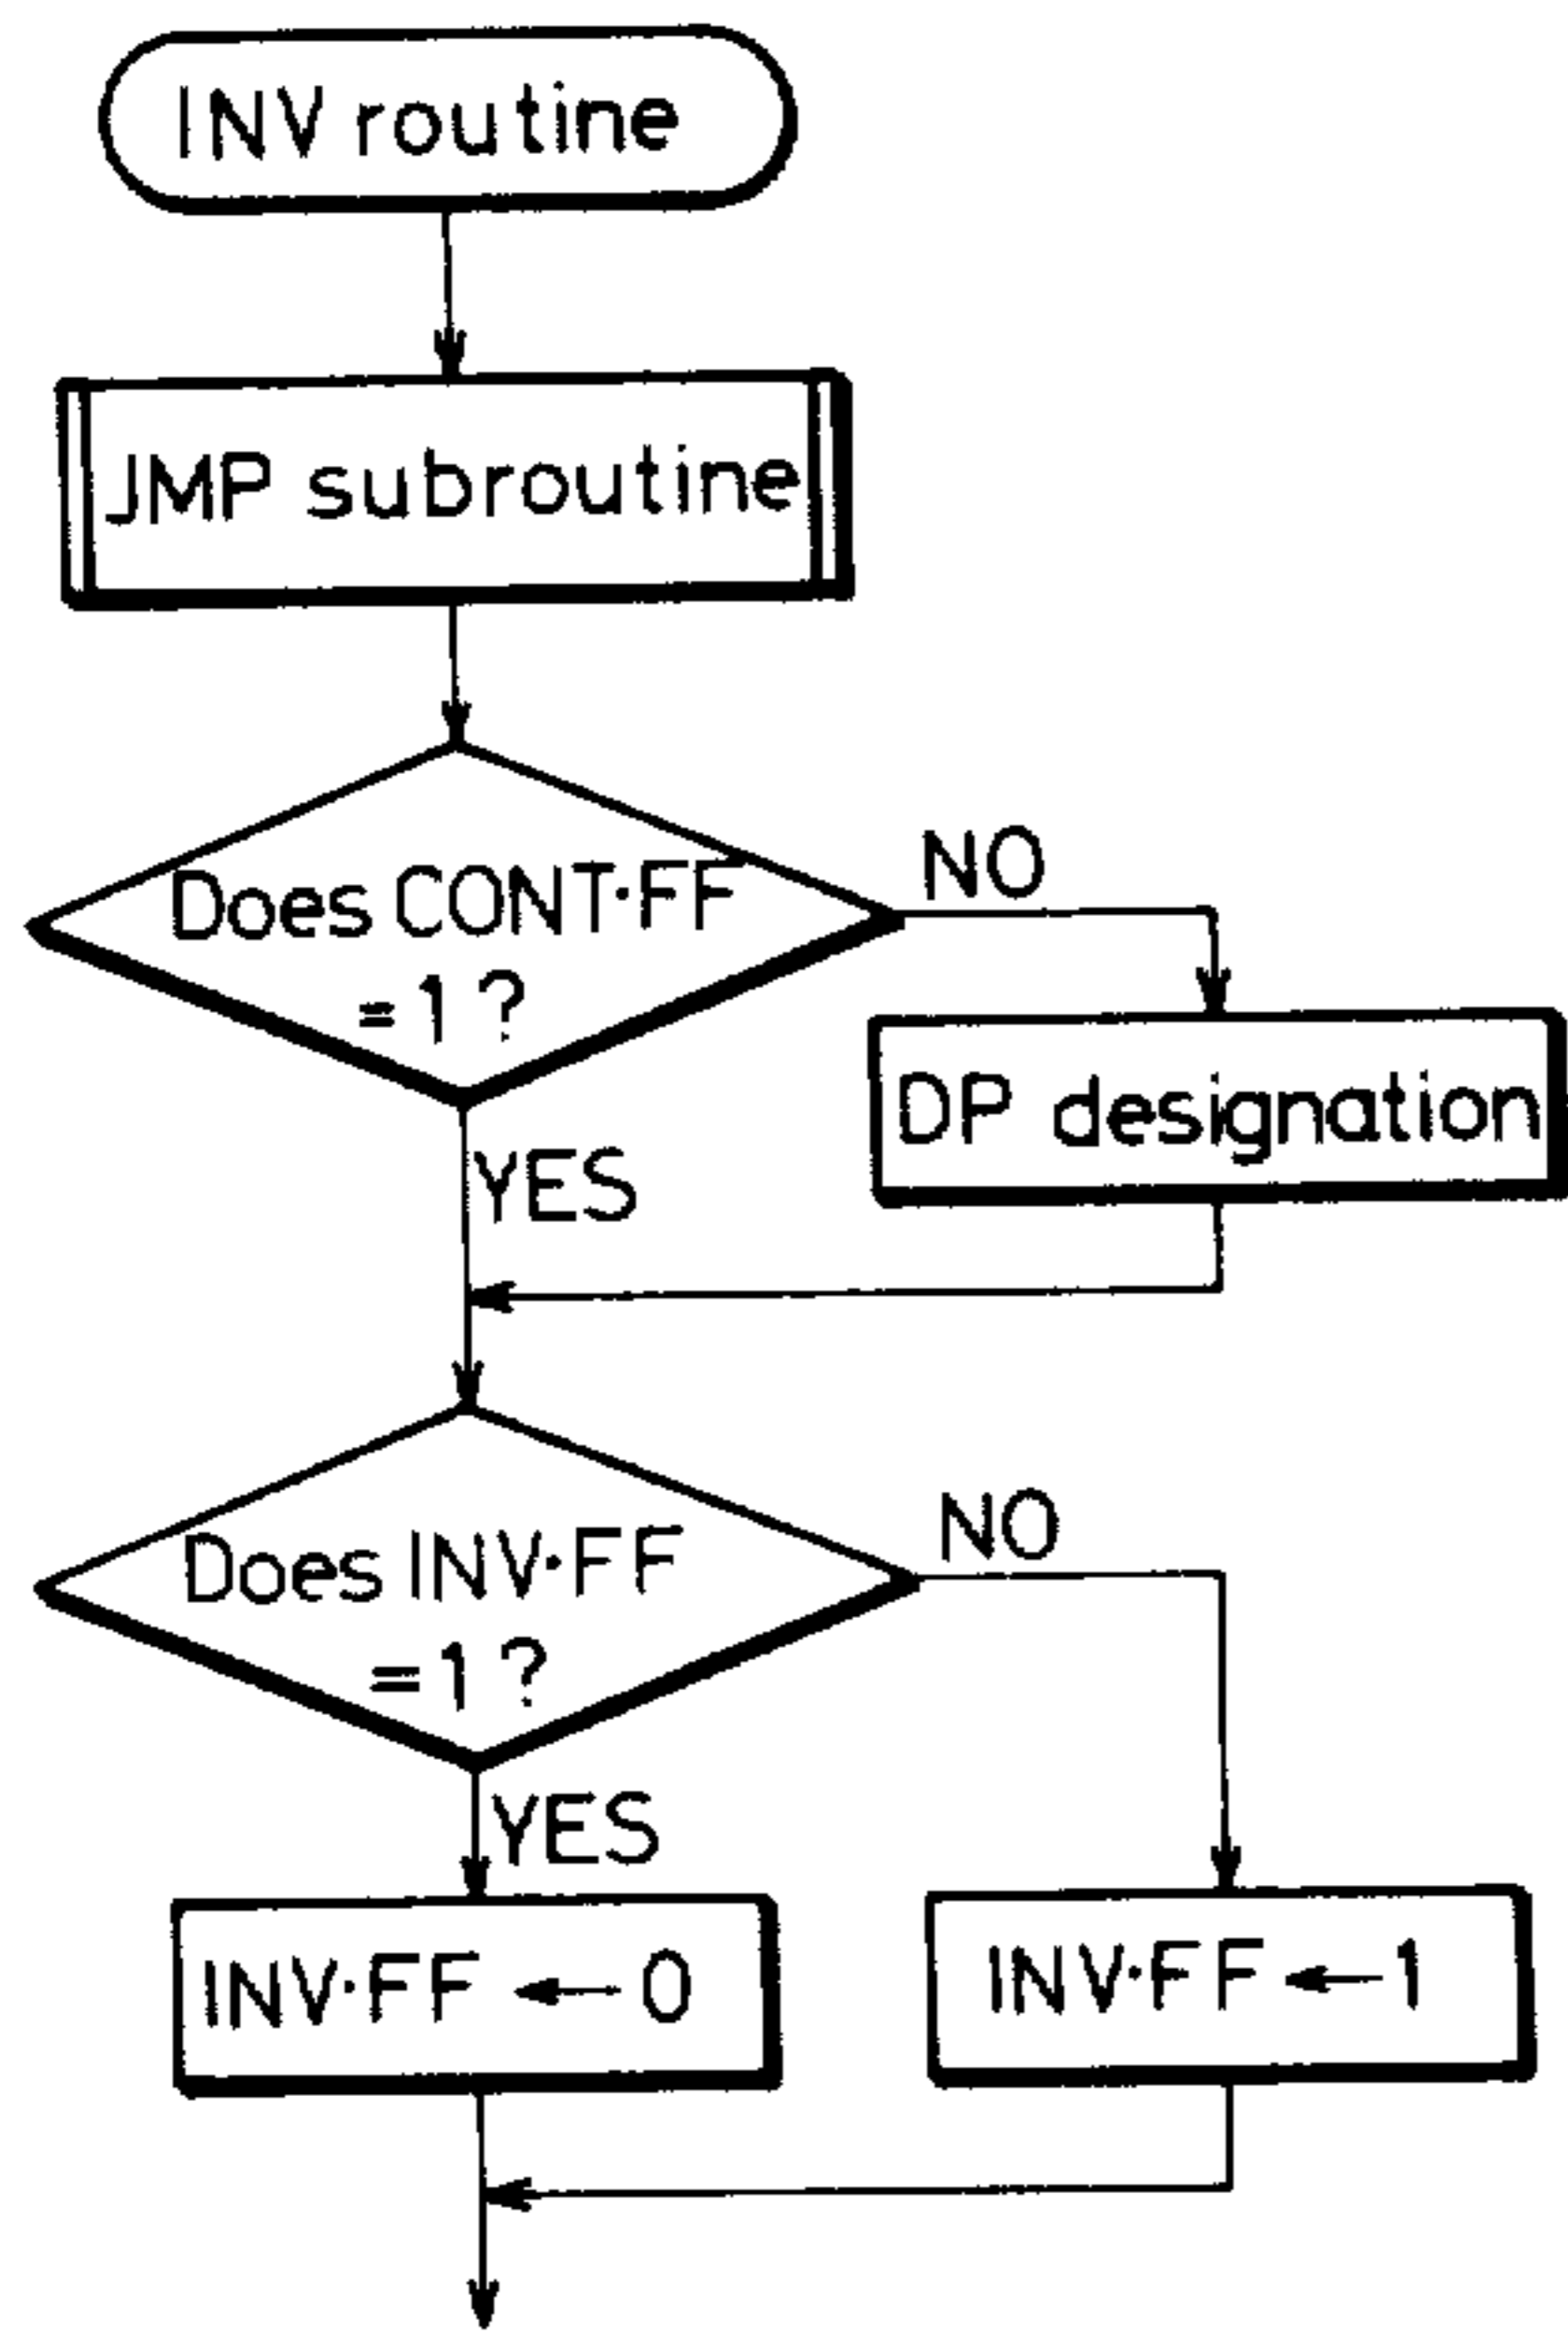 INV routine
JMP subroutine
Does CONT·FF
=1 ?
NO
DP designation
YES
Does INV·FF
=1 ?
NO
YES
INV·FF ← 0
INV·FF ← 1